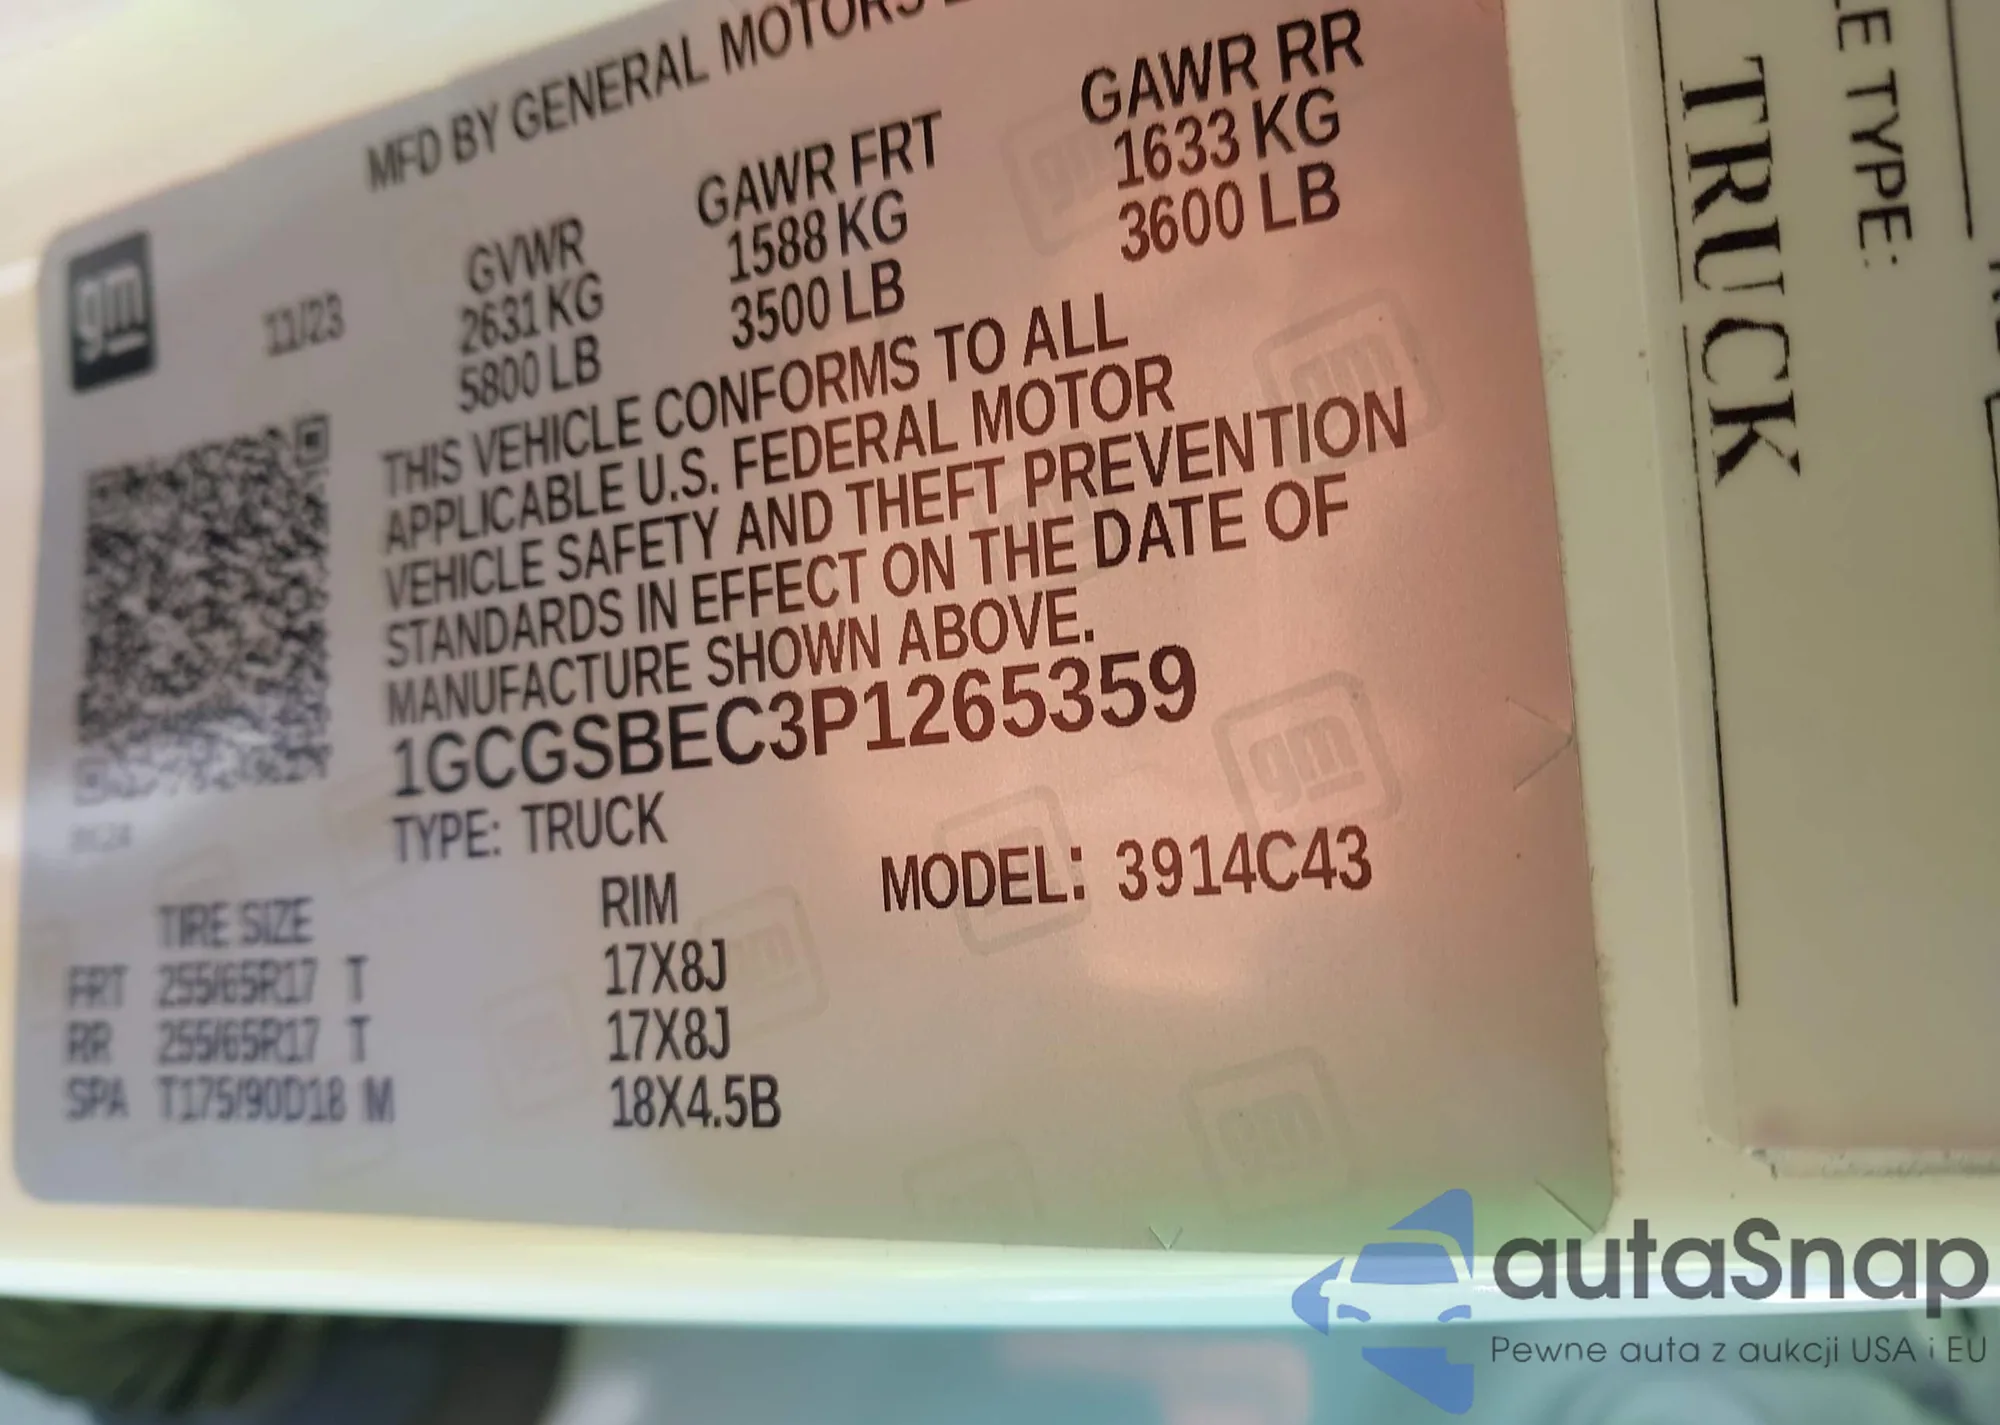 MFD BY GENERAL MOTORS
gm
11/23
GVWR
2631 KG
5800 LB
GAWR FRT
1588 KG
3500 LB
GAWR RR
1633 KG
3600 LB
THIS VEHICLE CONFORMS TO ALL
APPLICABLE U.S. FEDERAL MOTOR
VEHICLE SAFETY AND THEFT PREVENTION
STANDARDS IN EFFECT ON THE DATE OF
MANUFACTURE SHOWN ABOVE.
1GCGSBEC3P1265359
TYPE: TRUCK
MODEL: 3914C43
TIRE SIZE RIM
FRT 255/65R17 T 17X8J
RR 255/65R17 T 17X8J
SPA T175/90D18 M 18X4.5B
LE TYPE:
TRUCK
autaSnap
Pewne auta z aukcji USA i EU